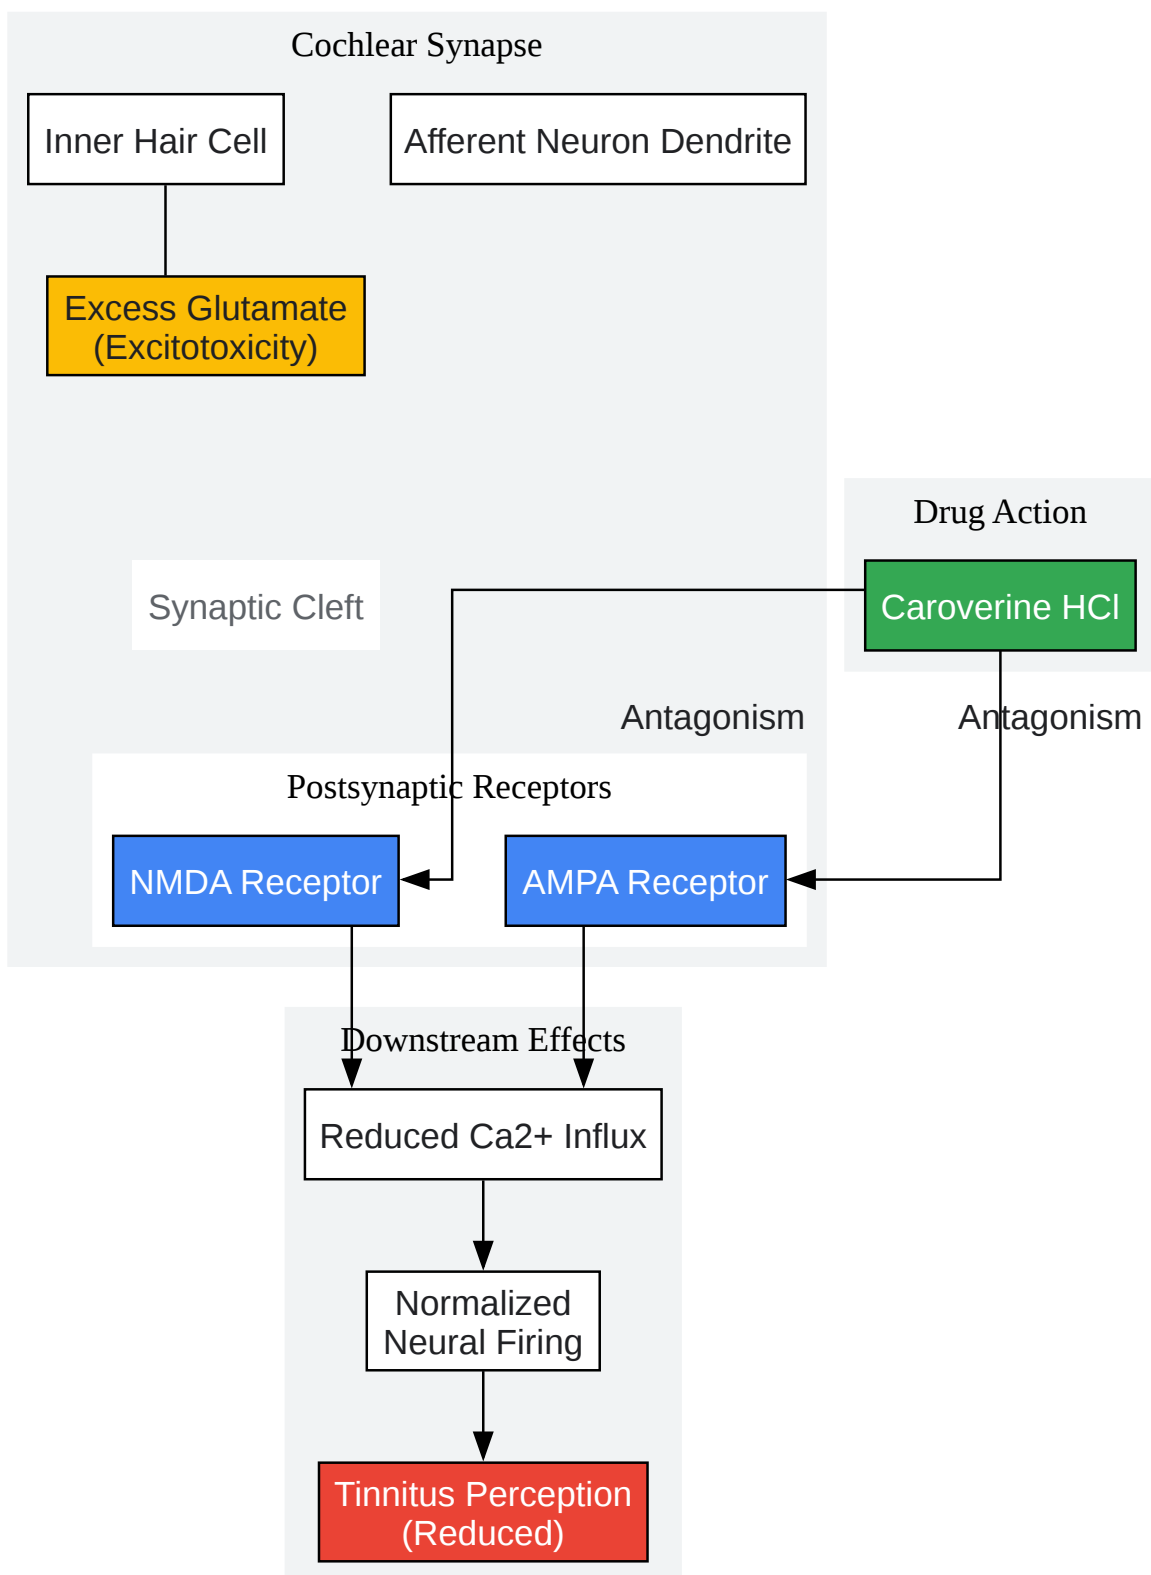 Cochlear Synapse
Inner Hair Cell
Afferent Neuron Dendrite
Excess Glutamate
(Excitotoxicity)
Drug Action
Synaptic Cleft
Caroverine HCl
Antagonism
Antagonism
Postsynaptic Receptors
NMDA Receptor
AMPA Receptor
Downstream Effects
Reduced Ca2+ Influx
Normalized
Neural Firing
Tinnitus Perception
(Reduced)